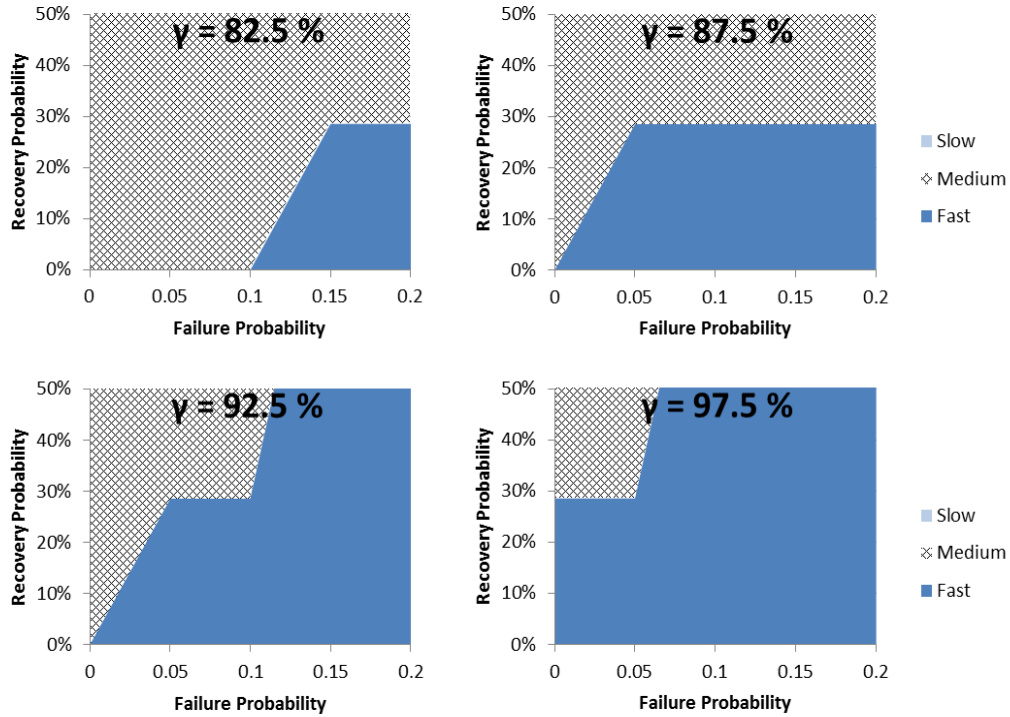 γ = 82.5 %
50%
40%
30%
20%
10%
0%
Recovery Probability
0 0.05 0.1 0.15 0.2
Failure Probability
γ = 87.5 %
50%
40%
30%
20%
10%
0%
Recovery Probability
0 0.05 0.1 0.15 0.2
Failure Probability
Slow
Medium
Fast
γ = 92.5 %
50%
40%
30%
20%
10%
0%
Recovery Probability
0 0.05 0.1 0.15 0.2
Failure Probability
γ = 97.5 %
50%
40%
30%
20%
10%
0%
Recovery Probability
0 0.05 0.1 0.15 0.2
Failure Probability
Slow
Medium
Fast